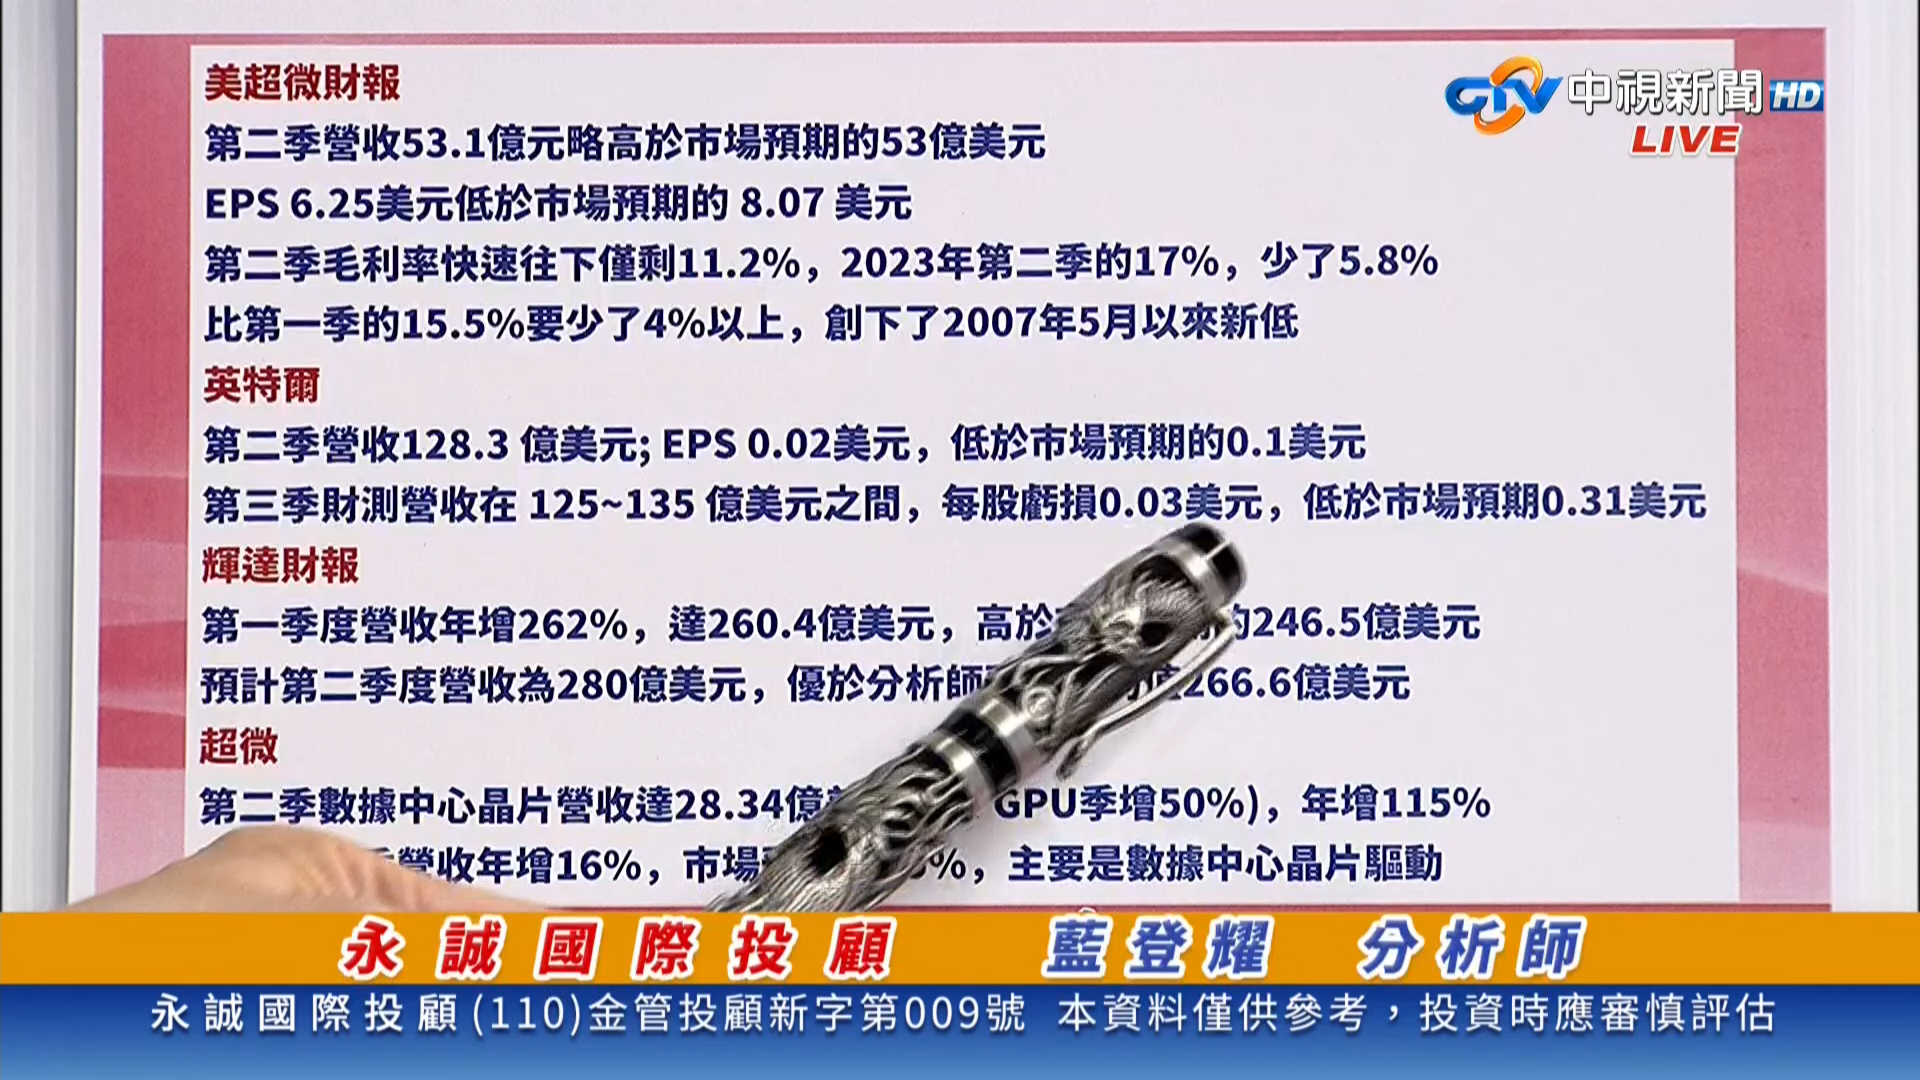 美超微財報
CTV 中視新聞 HD
LIVE
第二季營收53.1億元略高於市場預期的53億美元
EPS 6.25美元低於市場預期的 8.07 美元
第二季毛利率快速往下僅剩11.2%，2023年第二季的17%，少了5.8%
比第一季的15.5%要少了4%以上，創下了2007年5月以來新低
英特爾
第二季營收128.3 億美元; EPS 0.02美元，低於市場預期的0.1美元
第三季財測營收在 125~135 億美元之間，每股虧損0.03美元，低於市場預期0.31美元
輝達財報
第一季度營收年增262%，達260.4億美元，高於 的246.5億美元
預計第二季度營收為280億美元，優於分析師 266.6億美元
超微
第二季數據中心晶片營收達28.34億 GPU季增50%)，年增115%
營收年增16%，市場 %，主要是數據中心晶片驅動
永誠國際投顧 藍登耀 分析師
永誠國際投顧(110)金管投顧新字第009號 本資料僅供參考，投資時應審慎評估